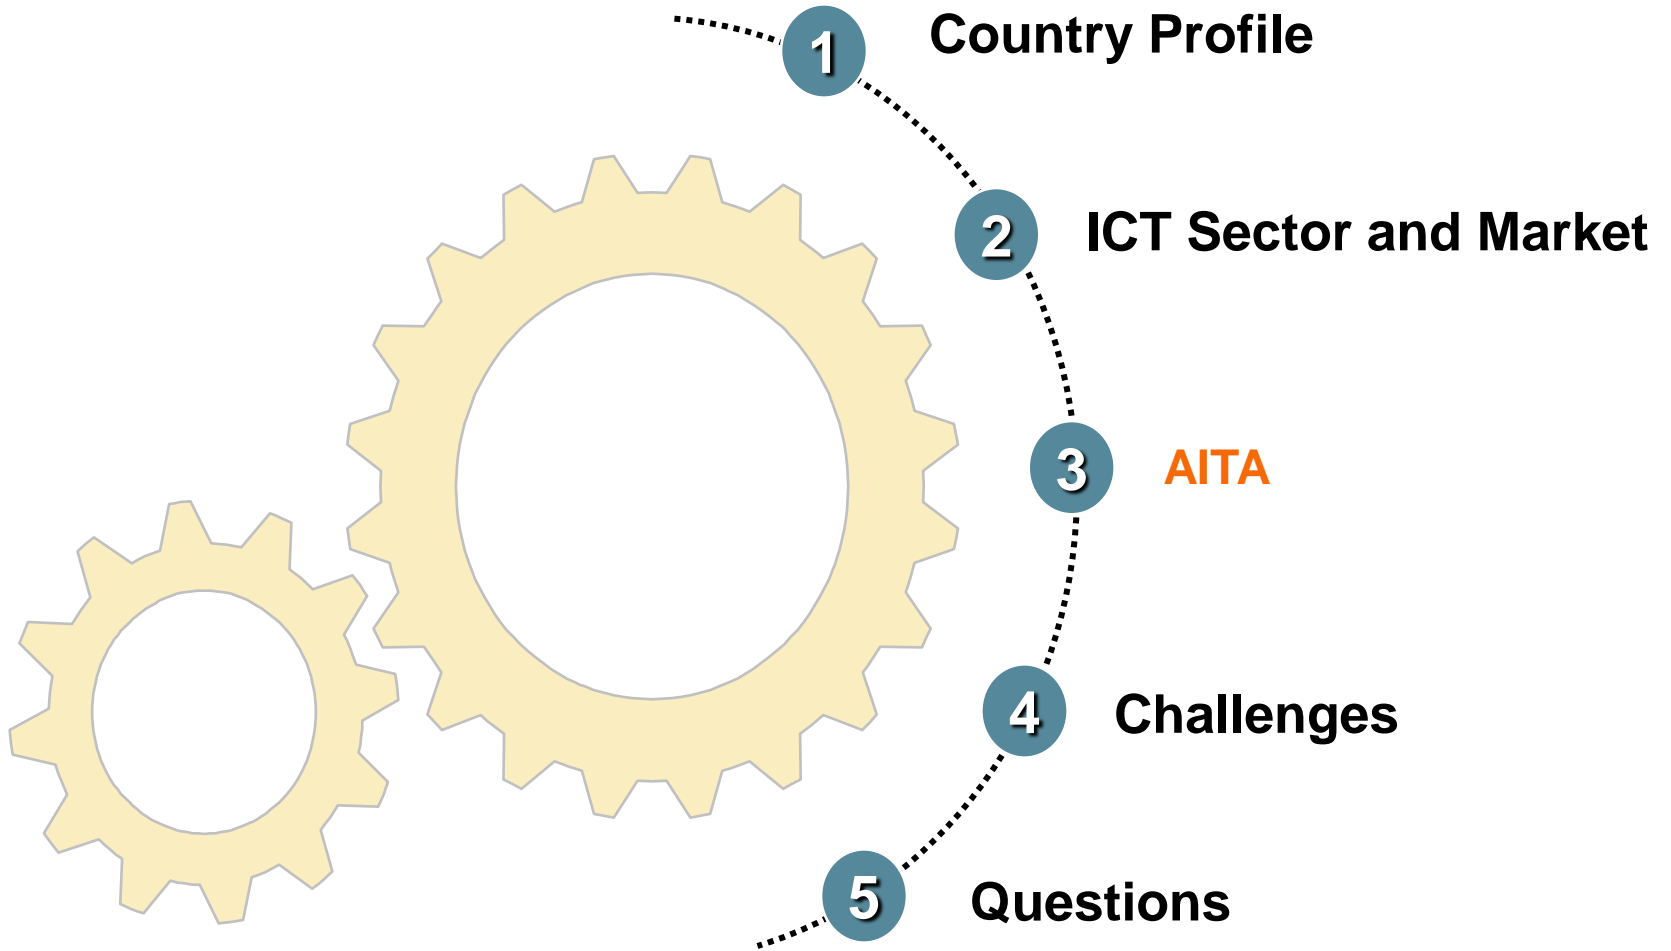 1 Country Profile
2 ICT Sector and Market
3 AITA
4 Challenges
5 Questions